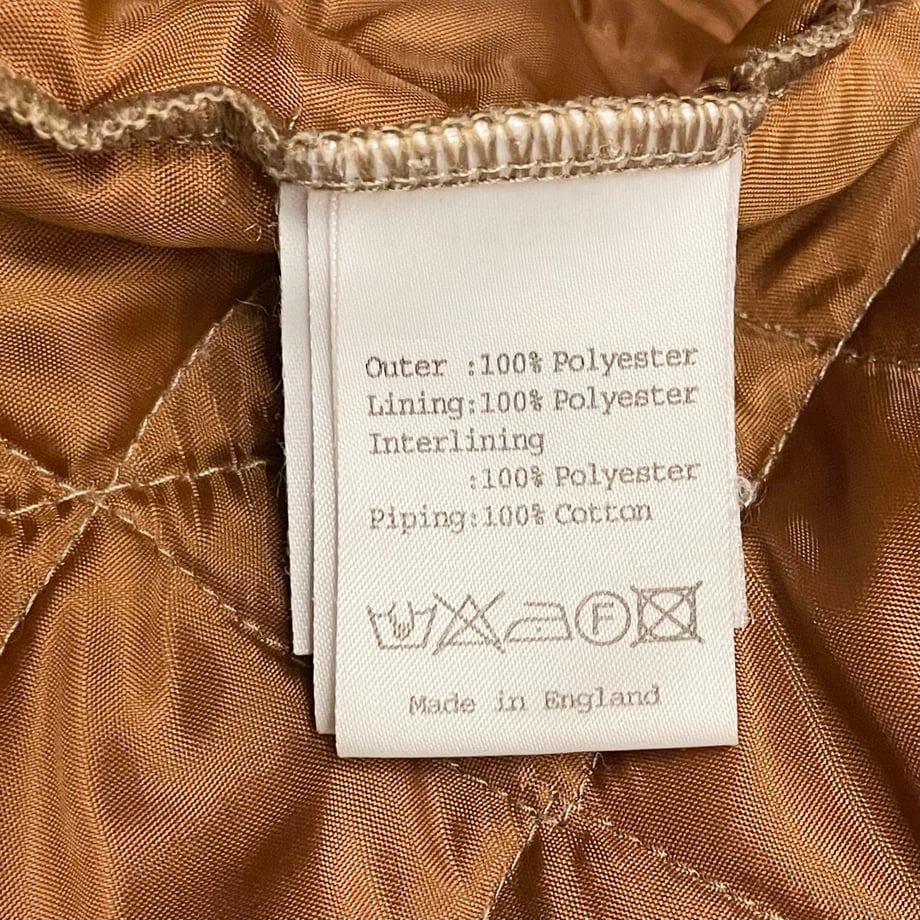 Outer :100% Polyester
Lining:100% Polyester
Interlining
:100% Polyester
Piping:100% Cotton
F
Made in England